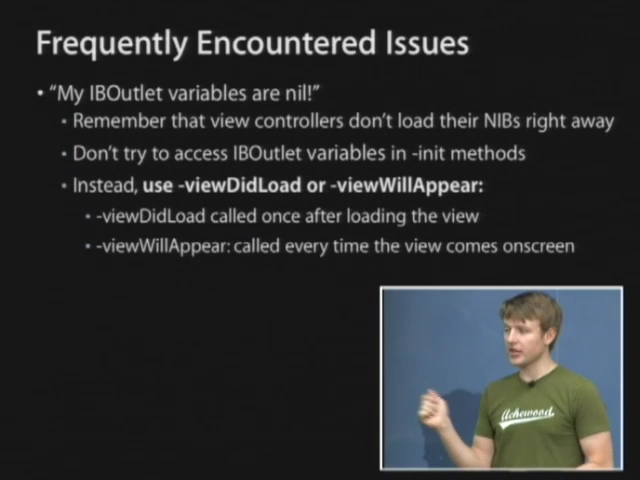 Frequently Encountered Issues
• “My IBOutlet variables are nil!”
• Remember that view controllers don’t load their NIBs right away
• Don’t try to access IBOutlet variables in -init methods
• Instead, use -viewDidLoad or -viewWillAppear:
• -viewDidLoad called once after loading the view
• -viewWillAppear: called every time the view comes onscreen
Achewood